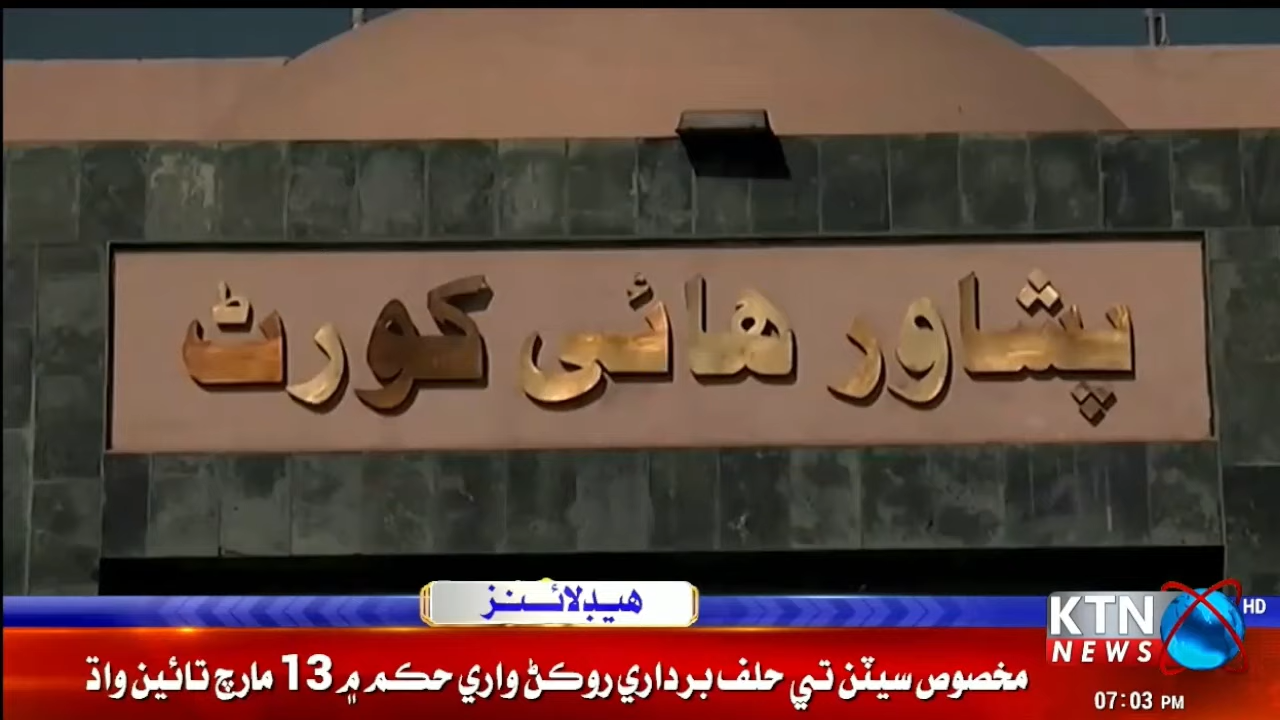 پشاور هائی کورٹ
هيڊلائنز
KTN
NEWS
HD
مخصوص سيٽن تي حلف برداري روڪڻ واري حڪم ۾ 13 مارچ تائين واڌ
07:03 PM